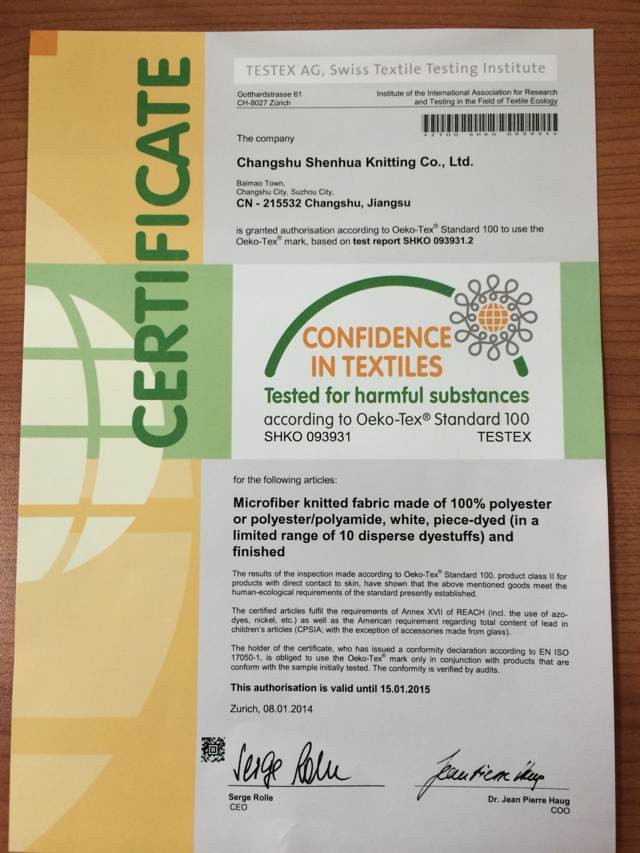 CERTIFICATE
TESTEX AG, Swiss Textile Testing Institute
Gotthardstrasse 61
CH-8027 Zürich
Institute of the International Association for Research
and Testing in the Field of Textile Ecology
The company
Changshu Shenhua Knitting Co., Ltd.
Baimao Town,
Changshu City, Suzhou City,
CN - 215532 Changshu, Jiangsu
is granted authorisation according to Oeko-Tex® Standard 100 to use the
Oeko-Tex® mark, based on test report SHKO 093931.2
CONFIDENCE
IN TEXTILES
Tested for harmful substances
according to Oeko-Tex® Standard 100
SHKO 093931 TESTEX
for the following articles:
Microfiber knitted fabric made of 100% polyester
or polyester/polyamide, white, piece-dyed (in a
limited range of 10 disperse dyestuffs) and
finished
The results of the inspection made according to Oeko-Tex® Standard 100, product class II for
products with direct contact to skin, have shown that the above mentioned goods meet the
human-ecological requirements of the standard presently established.
The certified articles fulfil the requirements of Annex XVII of REACH (incl. the use of azo-
dyes, nickel, etc.) as well as the American requirement regarding total content of lead in
children's articles (CPSIA; with the exception of accessories made from glass).
The holder of the certificate, who has issued a conformity declaration according to EN ISO
17050-1, is obliged to use the Oeko-Tex® mark only in conjunction with products that are
conform with the sample initially tested. The conformity is verified by audits.
This authorisation is valid until 15.01.2015
Zurich, 08.01.2014
Serge Rolle
Serge Rolle
CEO
Dr. Jean Pierre Haug
COO